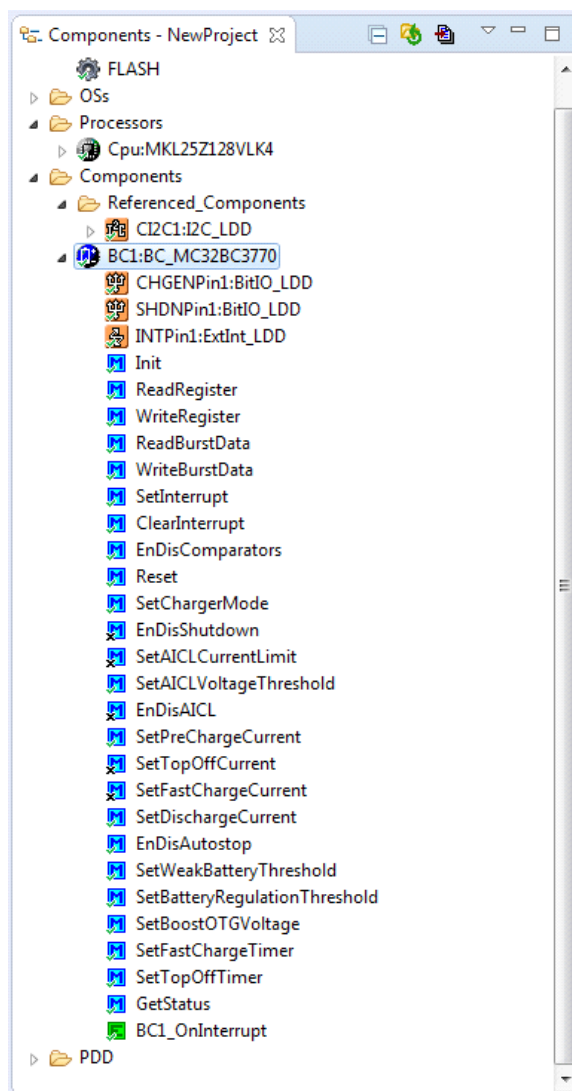 Components - NewProject
FLASH
OSs
Processors
Cpu:MKL25Z128VLK4
Components
Referenced_Components
CI2C1:I2C_LDD
BC1:BC_MC32BC3770
CHGENPin1:BitIO_LDD
SHDNPin1:BitIO_LDD
INTPin1:ExtInt_LDD
Init
ReadRegister
WriteRegister
ReadBurstData
WriteBurstData
SetInterrupt
ClearInterrupt
EnDisComparators
Reset
SetChargerMode
EnDisShutdown
SetAICLCurrentLimit
SetAICLVoltageThreshold
EnDisAICL
SetPreChargeCurrent
SetTopOffCurrent
SetFastChargeCurrent
SetDischargeCurrent
EnDisAutostop
SetWeakBatteryThreshold
SetBatteryRegulationThreshold
SetBoostOTGVoltage
SetFastChargeTimer
SetTopOffTimer
GetStatus
BC1_OnInterrupt
PDD